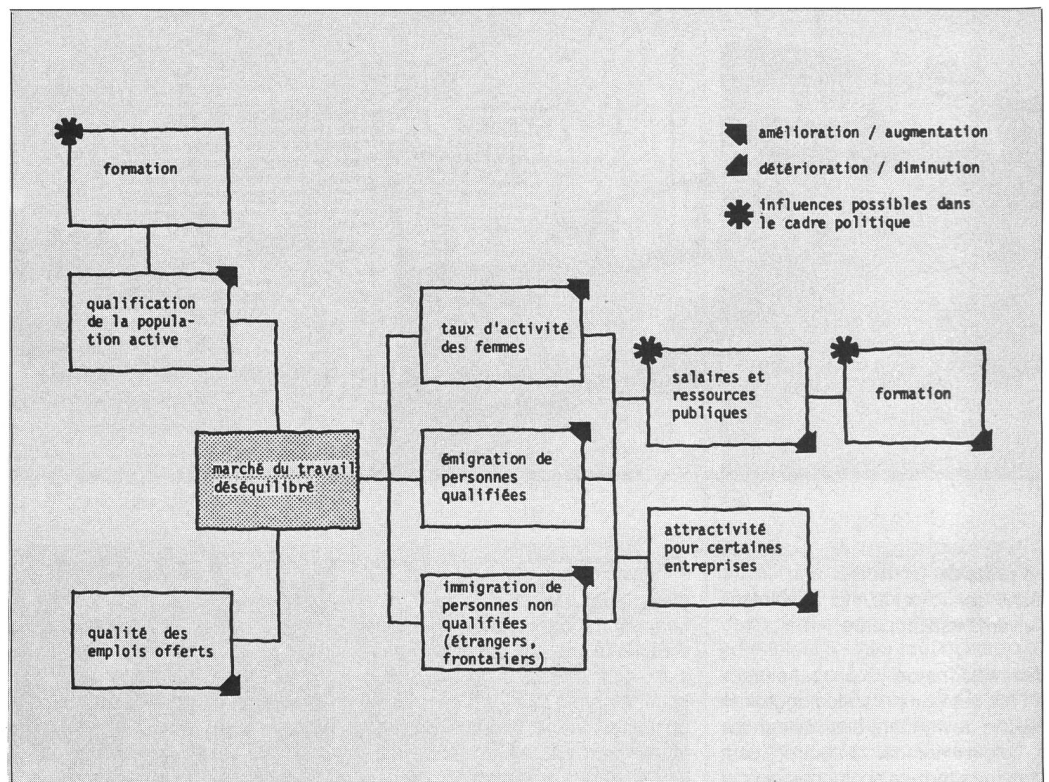 formation
qualification
de la popula-
tion active
marché du travail
déséquilibré
qualité des
emplois offerts
taux d'activité
des femmes
émigration de
personnes
qualifiées
immigration de
personnes non
qualifiées
(étrangers,
frontaliers)
salaires et
ressources
publiques
formation
attractivité
pour certaines
entreprises
amélioration / augmentation
détérioration / diminution
influences possibles dans
le cadre politique